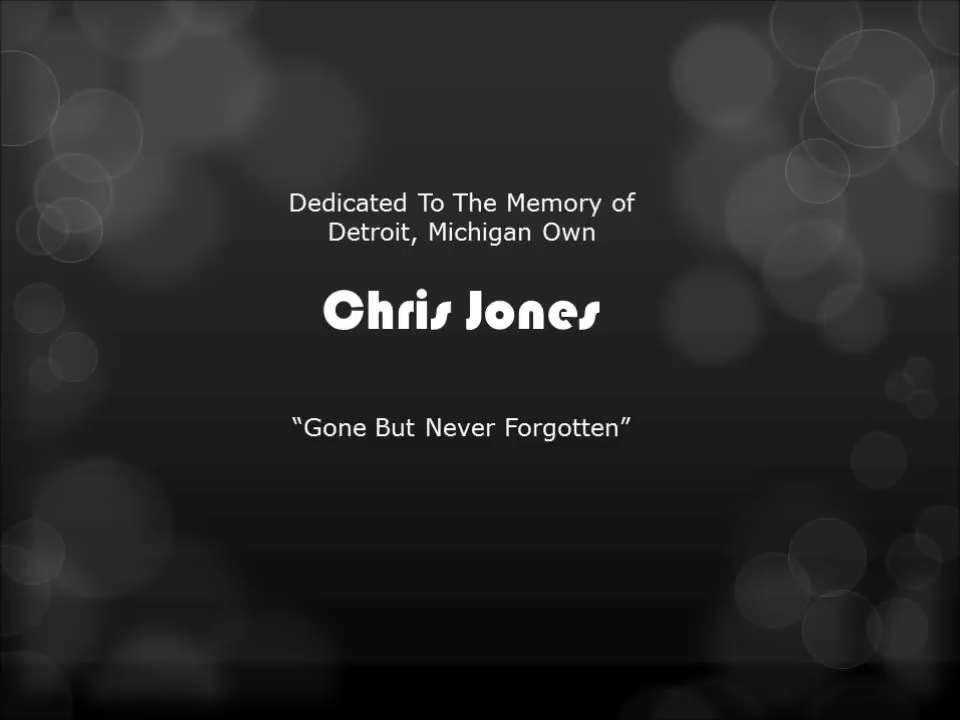 Dedicated To The Memory of
Detroit, Michigan Own
Chris Jones
“Gone But Never Forgotten”